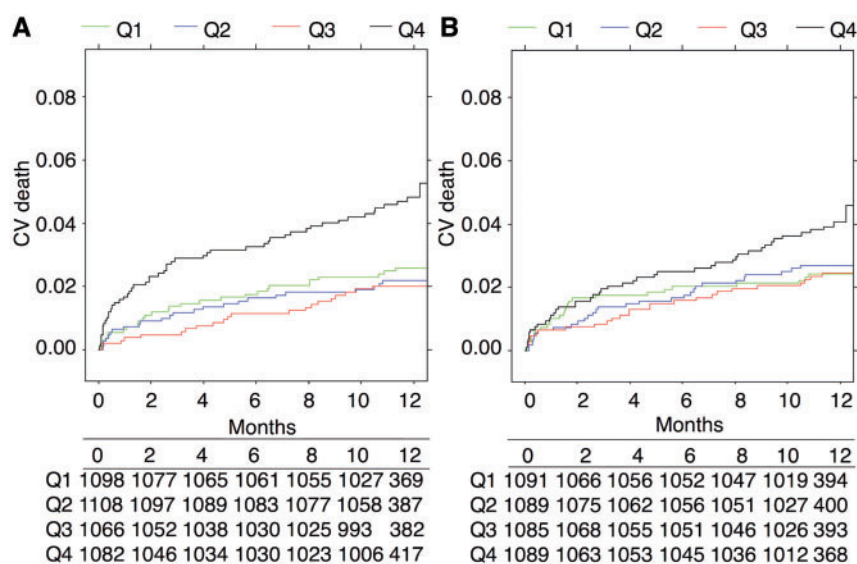 A Q1 Q2 Q3 Q4
CV death
0.08
0.06
0.04
0.02
0.00
0 2 4 6 8 10 12
Months
0 2 4 6 8 10 12
Q1 1098 1077 1065 1061 1055 1027 369
Q2 1108 1097 1089 1083 1077 1058 387
Q3 1066 1052 1038 1030 1025 993 382
Q4 1082 1046 1034 1030 1023 1006 417
B Q1 Q2 Q3 Q4
CV death
0.08
0.06
0.04
0.02
0.00
0 2 4 6 8 10 12
Months
0 2 4 6 8 10 12
Q1 1091 1066 1056 1052 1047 1019 394
Q2 1089 1075 1062 1056 1051 1027 400
Q3 1085 1068 1055 1051 1046 1026 393
Q4 1089 1063 1053 1045 1036 1012 368